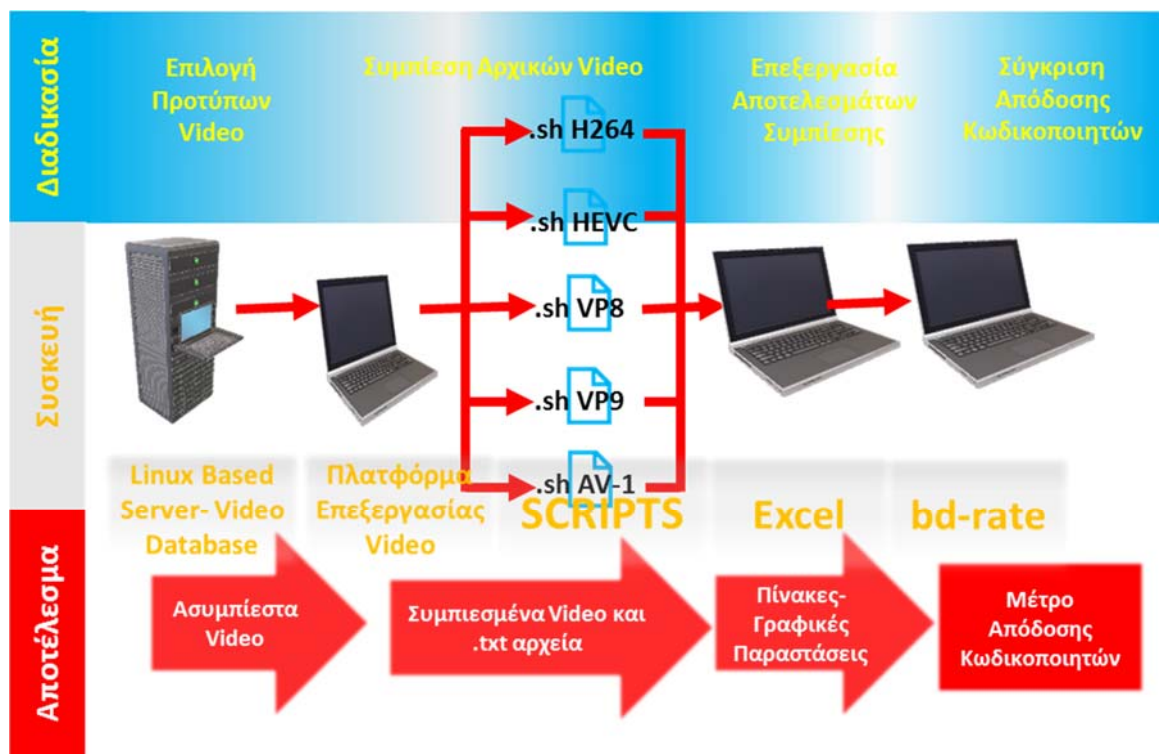 Διαδικασία
Επιλογή
Προτύπων
Video
Συμπίεση Αρχικών Video
Επεξεργασία
Αποτελεσμάτων
Συμπίεσης
Σύγκριση
Απόδοσης
Κωδικοποιητών
.sh H264
.sh HEVC
.sh VP8
.sh VP9
.sh AV-1
Συσκευή
Linux Based
Server- Video
Database
Πλατφόρμα
Επεξεργασίας
Video
SCRIPTS
Excel
bd-rate
Αποτέλεσμα
Ασυμπίεστα
Video
Συμπιεσμένα Video και
.txt αρχεία
Πίνακες-
Γραφικές
Παραστάσεις
Μέτρο
Απόδοσης
Κωδικοποιητών